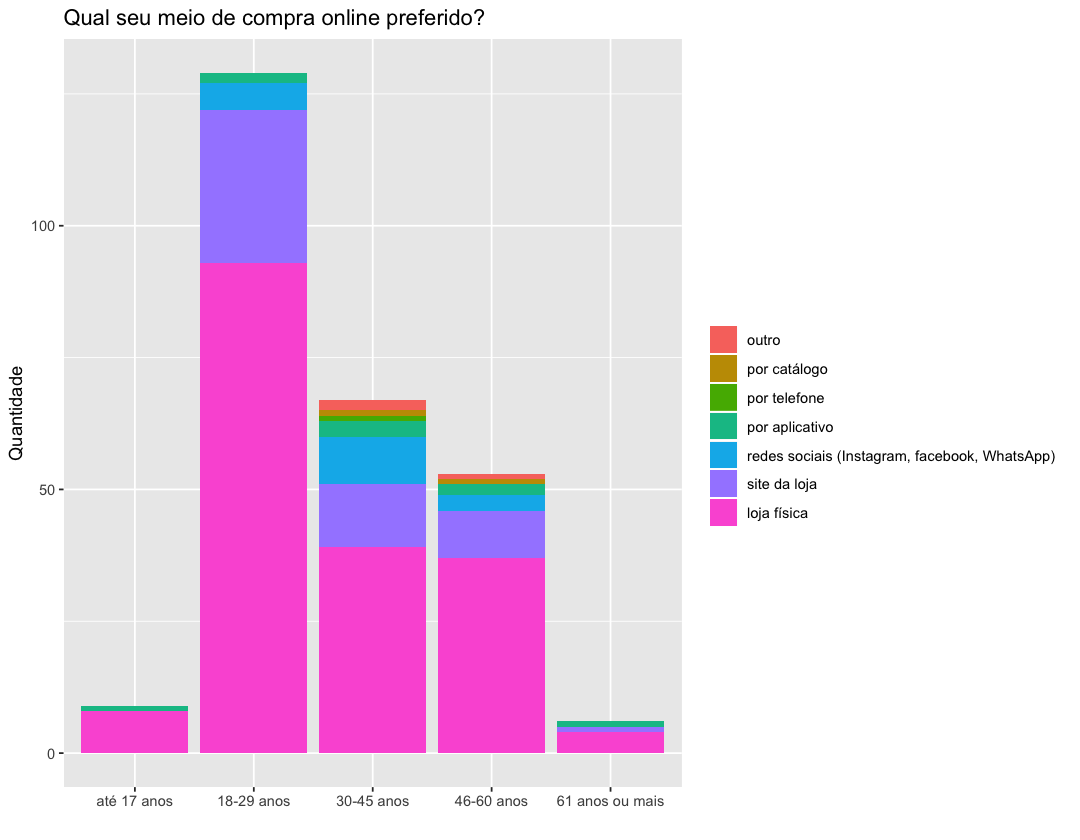 Qual seu meio de compra online preferido?
Quantidade
100
50
0
até 17 anos
18-29 anos
30-45 anos
46-60 anos
61 anos ou mais
outro
por catálogo
por telefone
por aplicativo
redes sociais (Instagram, facebook, WhatsApp)
site da loja
loja física